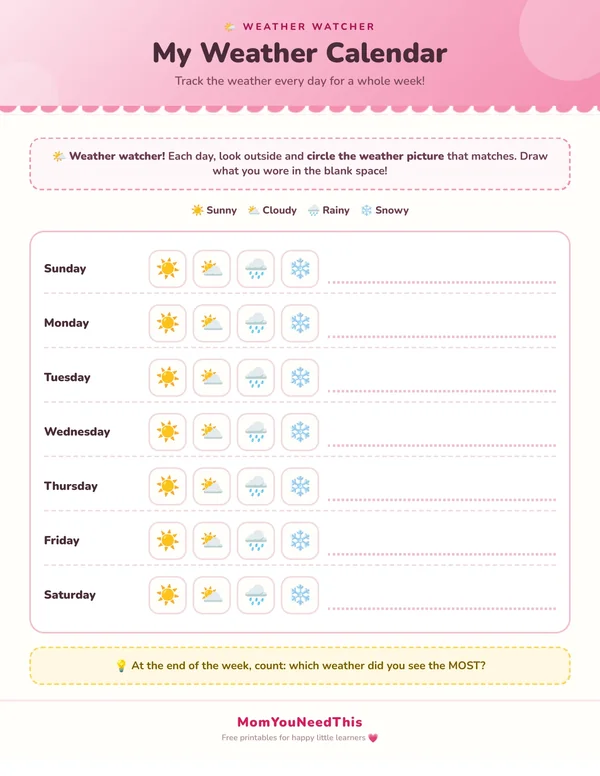 WEATHER WATCHER
My Weather Calendar
Track the weather every day for a whole week!
Weather watcher! Each day, look outside and circle the weather picture that matches. Draw
what you wore in the blank space!
Sunny Cloudy Rainy Snowy
Sunday
Monday
Tuesday
Wednesday
Thursday
Friday
Saturday
At the end of the week, count: which weather did you see the MOST?
MomYouNeedThis
Free printables for happy little learners